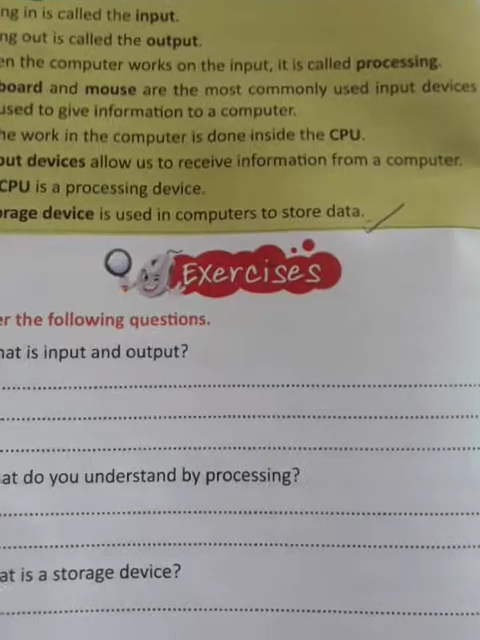 ng in is called the input.
ng out is called the output.
en the computer works on the input, it is called processing.
board and mouse are the most commonly used input devices
used to give information to a computer.
he work in the computer is done inside the CPU.
out devices allow us to receive information from a computer.
CPU is a processing device.
orage device is used in computers to store data.
Exercises
er the following questions.
hat is input and output?
at do you understand by processing?
at is a storage device?